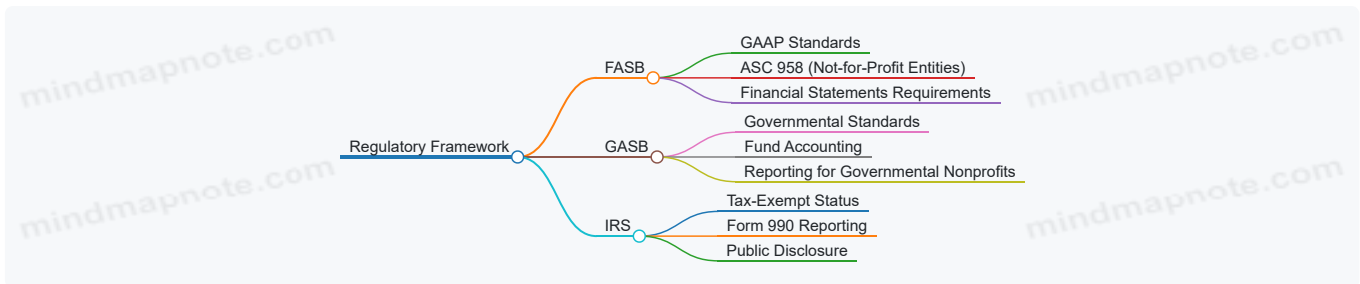 mindmapnote.com
mindmapnote.com
Regulatory Framework
FASB
GAAP Standards
ASC 958 (Not-for-Profit Entities)
Financial Statements Requirements
GASB
Governmental Standards
Fund Accounting
Reporting for Governmental Nonprofits
IRS
Tax-Exempt Status
Form 990 Reporting
Public Disclosure
mindmapnote.com
mindmapnote.com